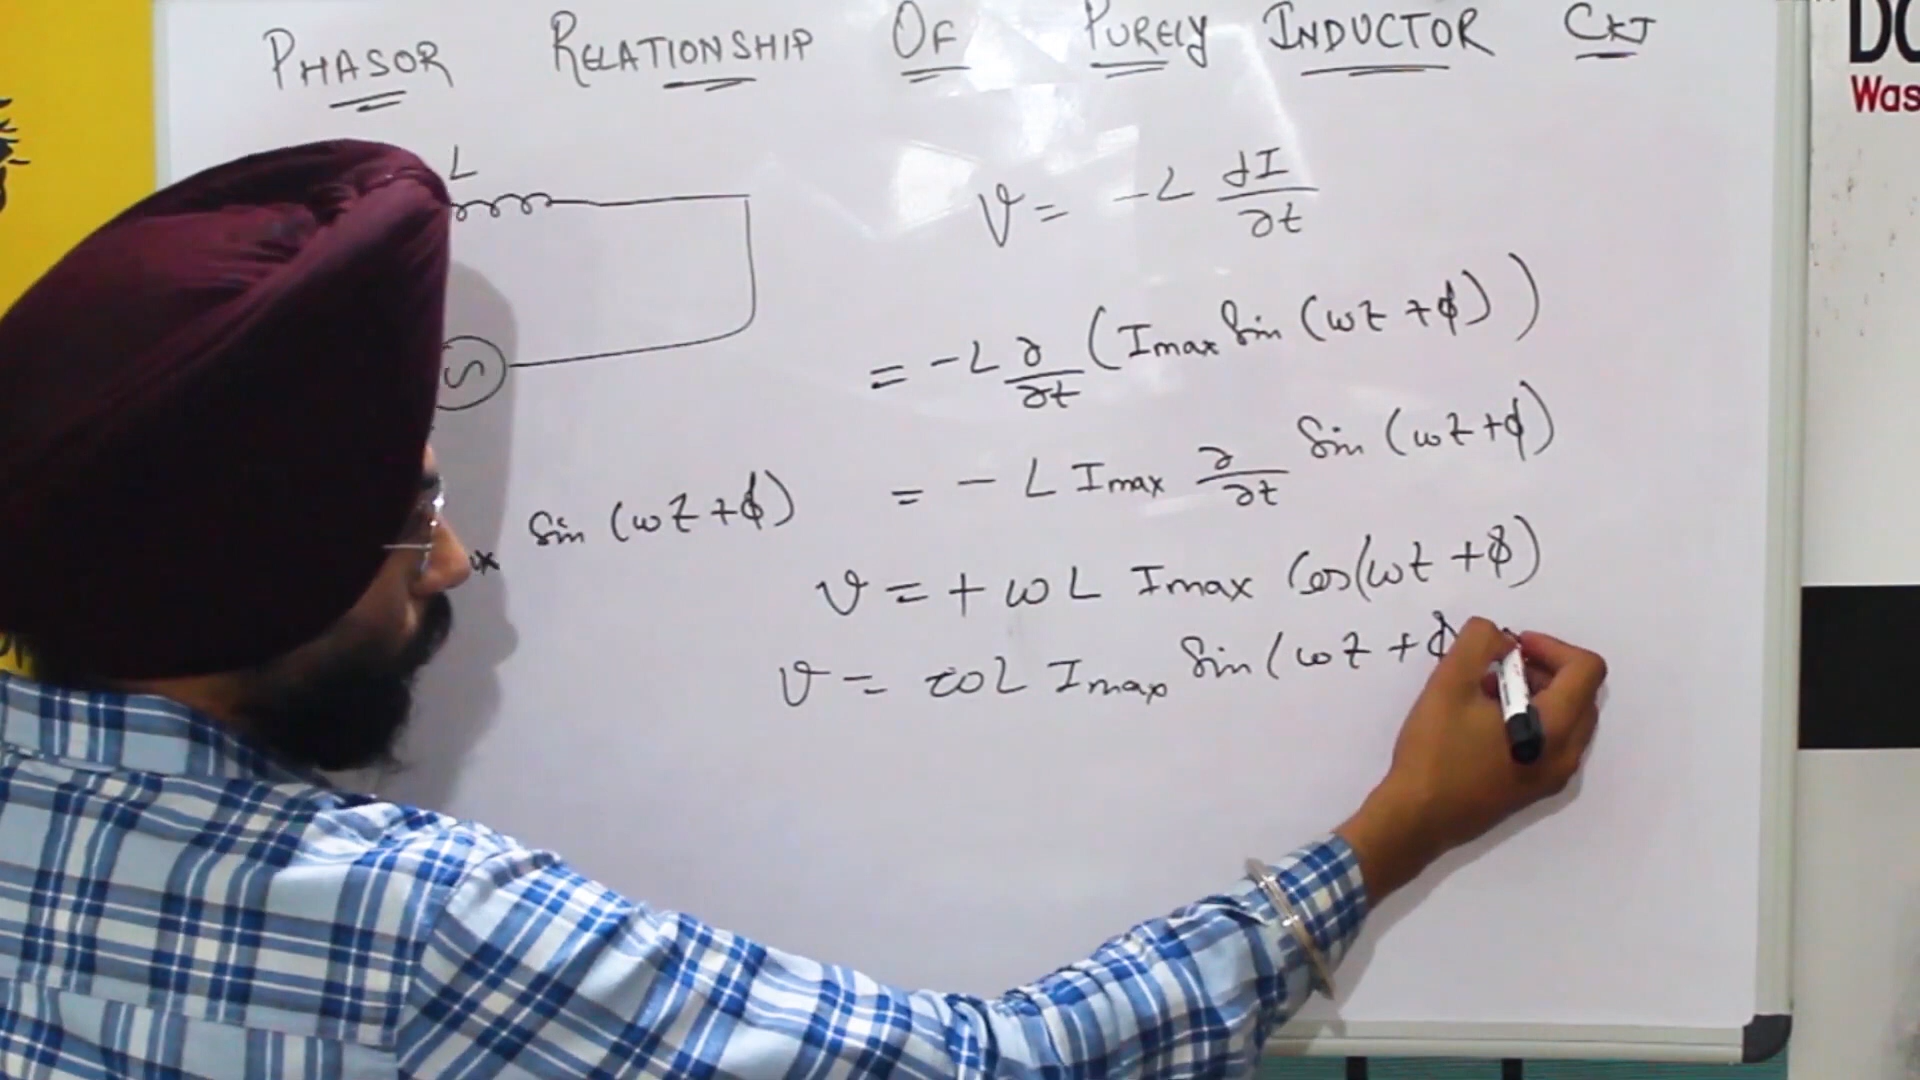 PHASOR RELATIONSHIP OF PURELY INDUCTOR CKT
L
V = -L dI/∂t
= -L ∂/∂t (Imax Sin (ωt + ϕ))
= - L Imax ∂/∂t Sin (ωt + ϕ)
Sin (ωt + ϕ)
V = + ω L Imax Cos(ωt + ϕ)
V = ωL Imax Sin(ωt + ϕ
Was